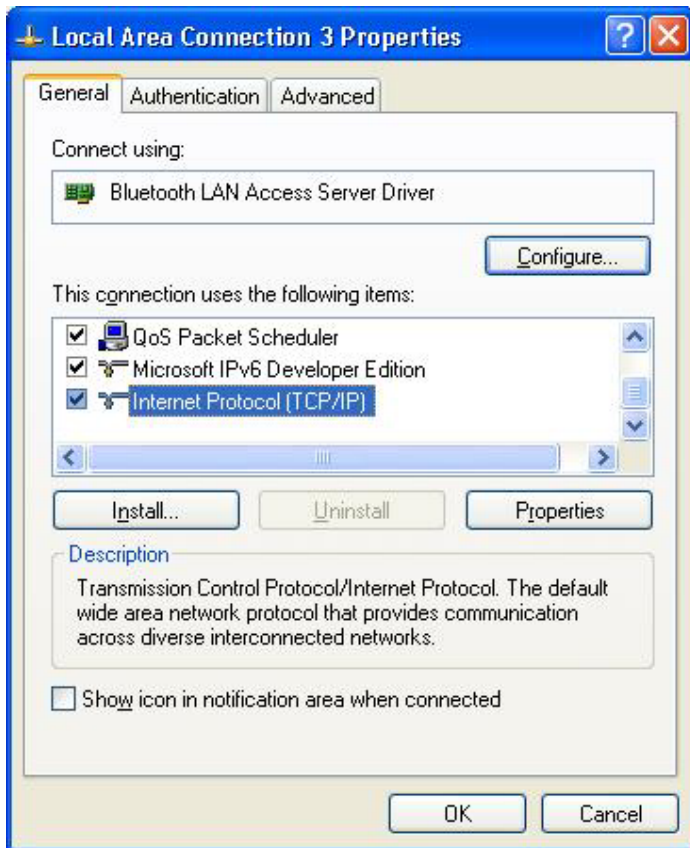 Local Area Connection 3 Properties
General Authentication Advanced
Connect using:
Bluetooth LAN Access Server Driver
Configure...
This connection uses the following items:
QoS Packet Scheduler
Microsoft IPv6 Developer Edition
Internet Protocol (TCP/IP)
Install... Uninstall Properties
Description
Transmission Control Protocol/Internet Protocol. The default
wide area network protocol that provides communication
across diverse interconnected networks.
Show icon in notification area when connected
OK Cancel